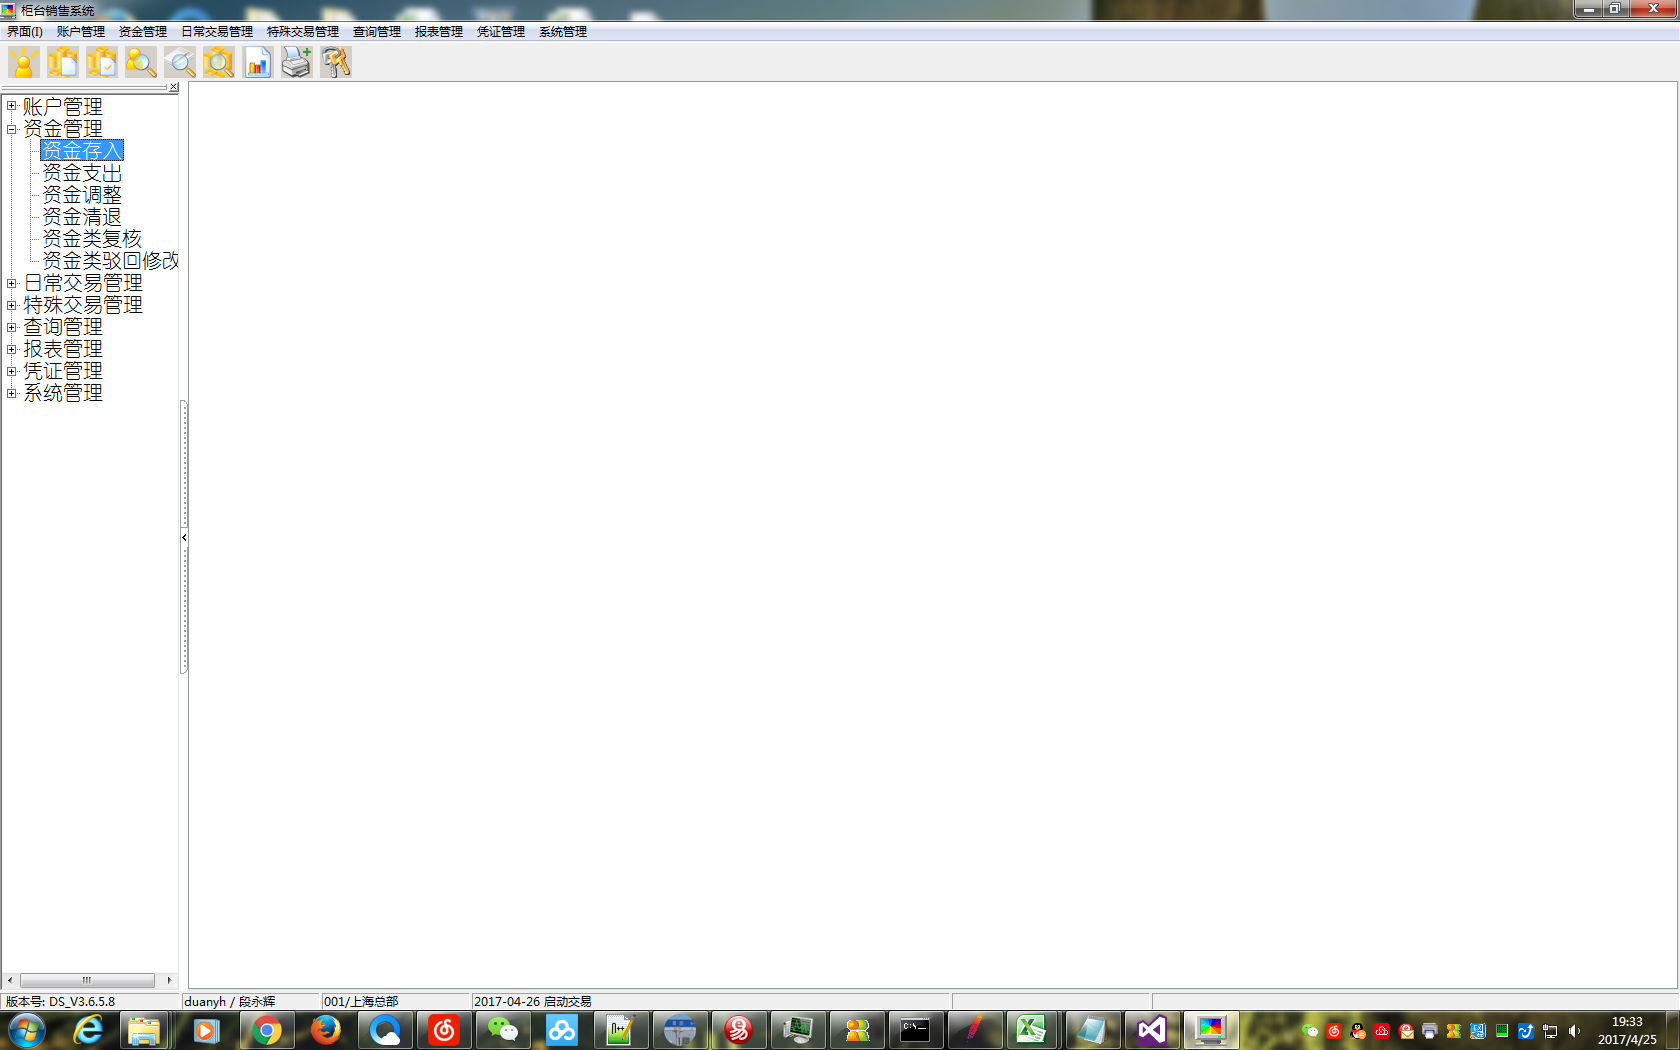 柜台销售系统
界面(I) 账户管理 资金管理 日常交易管理 特殊交易管理 查询管理 报表管理 凭证管理 系统管理
账户管理
资金管理
资金存入
资金支出
资金调整
资金清退
资金类复核
资金类驳回修改
日常交易管理
特殊交易管理
查询管理
报表管理
凭证管理
系统管理
版本号: DS_V3.6.5.8 duanyh / 段永辉 001/上海总部 2017-04-26 启动交易
19:33
2017/4/25